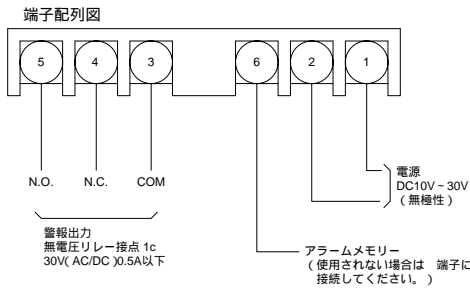 端子配列図
5 4 3 6 2 1
N.O. N.C. COM
電源
DC10V~30V
(無極性)
警報出力
無電圧リレー接点 1c
30V(AC/DC)0.5A以下
アラームメモリー
(使用されない場合は 端子に
接続してください。)